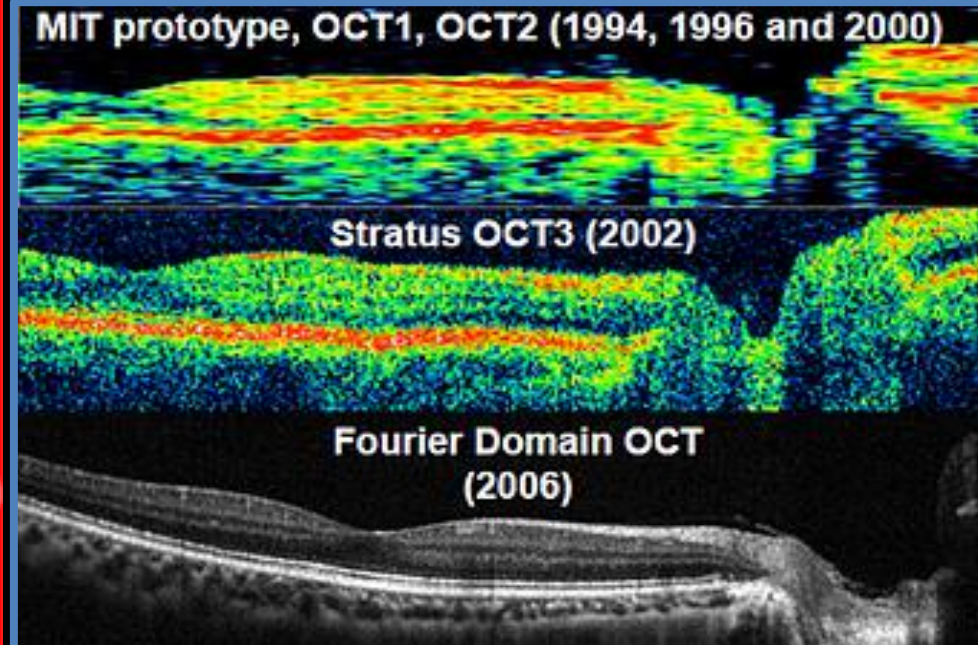 MIT prototype, OCT1, OCT2 (1994, 1996 and 2000)
Stratus OCT3 (2002)
Fourier Domain OCT
(2006)